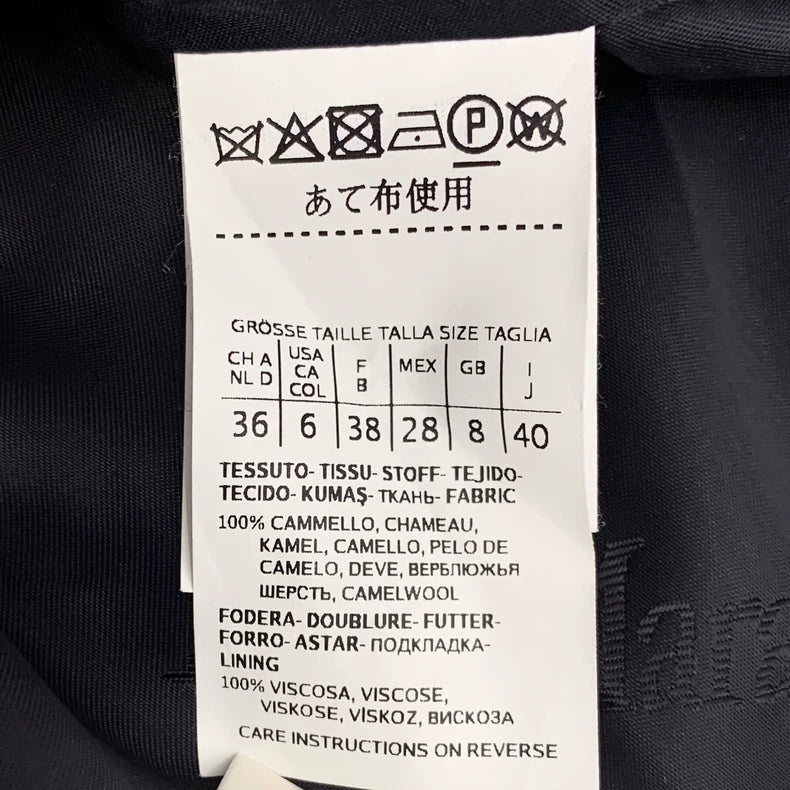 P W
あて布使用
GRÖSSE TAILLE TALLA SIZE TAGLIA
CH A NL D USA CA COL F B MEX GB I J
36 6 38 28 8 40
TESSUTO- TISSU- STOFF- TEJIDO-
TECIDO- KUMAŞ- ТКАНЬ- FABRIC
100% CAMMELLO, CHAMEAU,
KAMEL, CAMELLO, PELO DE
CAMELO, DEVE, ВЕРБЛЮЖЬЯ
ШЕРСТЬ, CAMELWOOL
FODERA- DOUBLURE- FUTTER-
FORRO- ASTAR- ПОДКЛАДКА-
LINING
100% VISCOSA, VISCOSE,
VISKOSE, VİSKOZ, ВИСКОЗА
CARE INSTRUCTIONS ON REVERSE